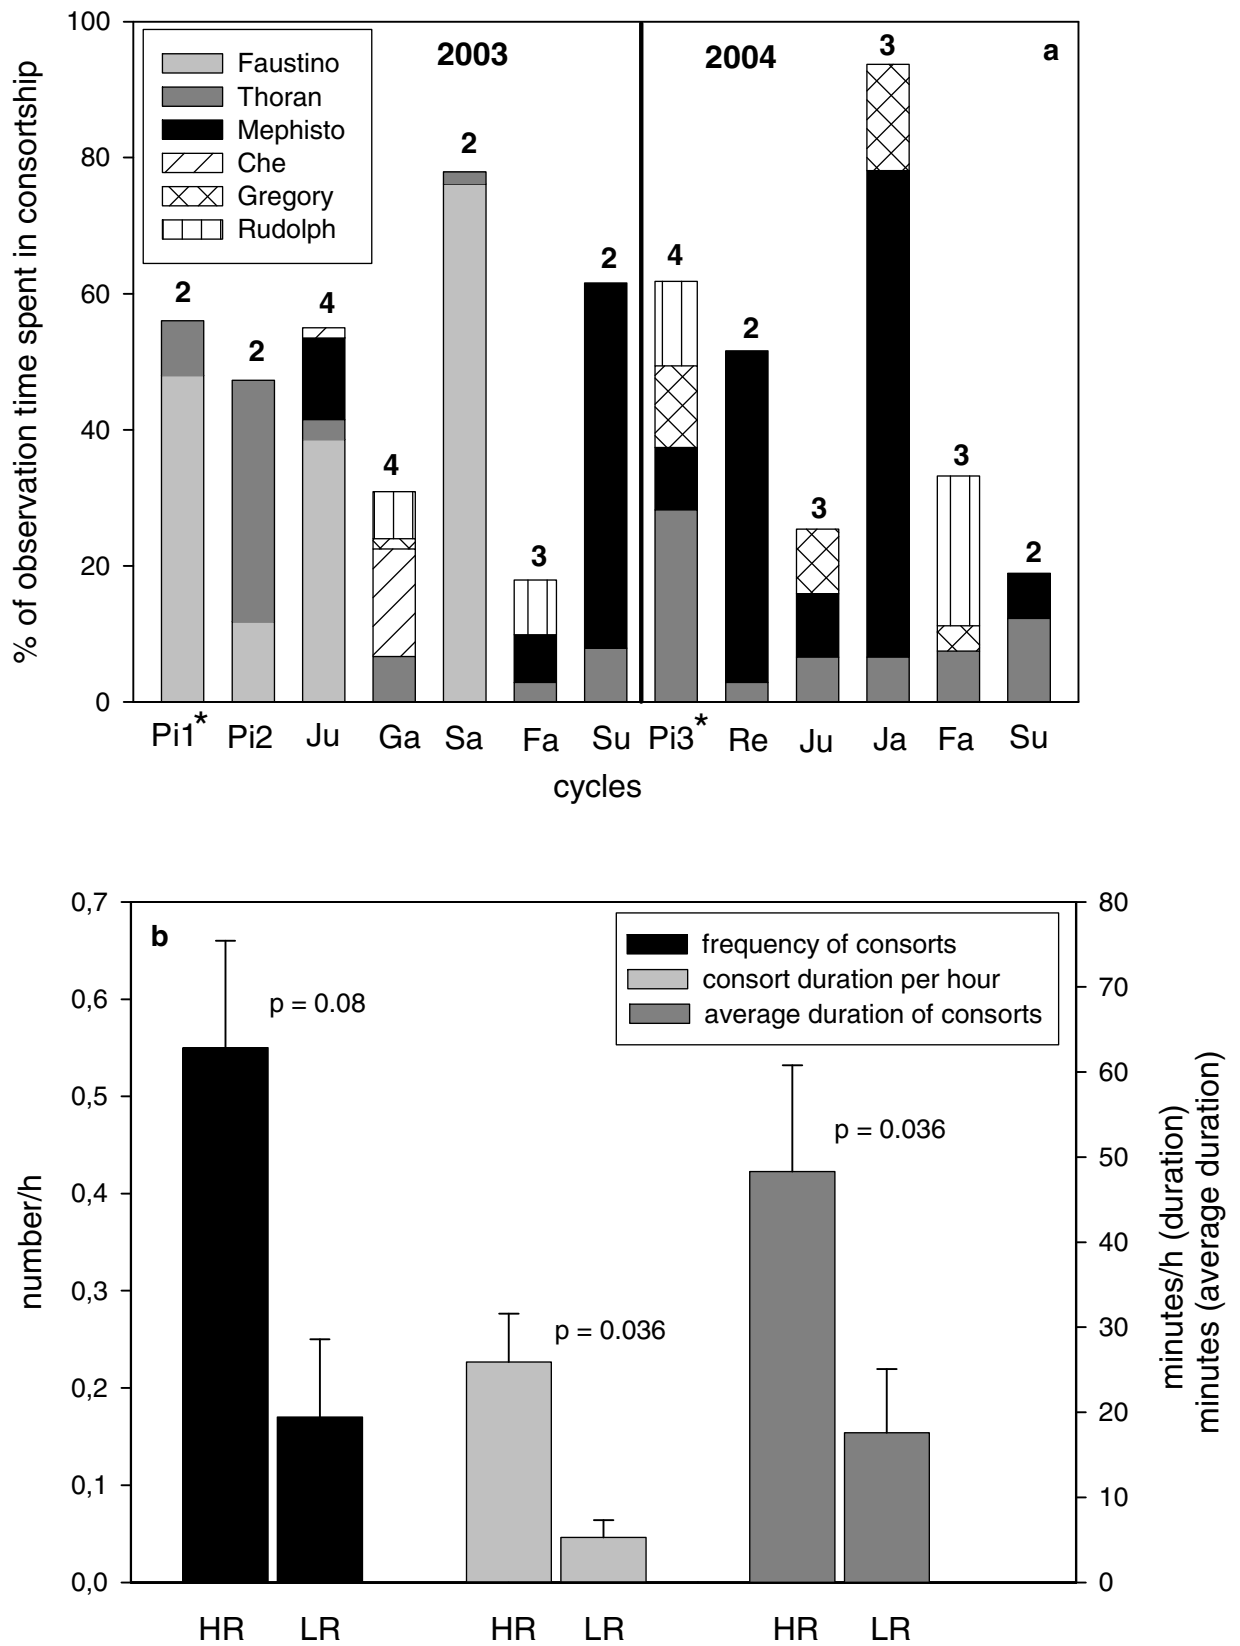 100
80
60
40
20
0
% of observation time spent in consortship
Faustino
Thoran
Mephisto
Che
Gregory
Rudolph
2003
2004
a
2
2
4
4
2
3
2
4
2
3
3
3
2
Pi1* Pi2 Ju Ga Sa Fa Su Pi3* Re Ju Ja Fa Su
cycles
b
0,7
0,6
0,5
0,4
0,3
0,2
0,1
0,0
number/h
frequency of consorts
consort duration per hour
average duration of consorts
p = 0.08
p = 0.036
p = 0.036
80
70
60
50
40
30
20
10
0
minutes/h (duration)
minutes (average duration)
HR LR HR LR HR LR